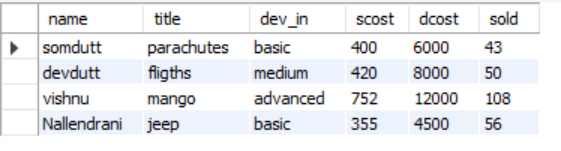 name title dev_in scost dcost sold
somdutt parachutes basic 400 6000 43
devdutt fligths medium 420 8000 50
vishnu mango advanced 752 12000 108
Nallendrani jeep basic 355 4500 56